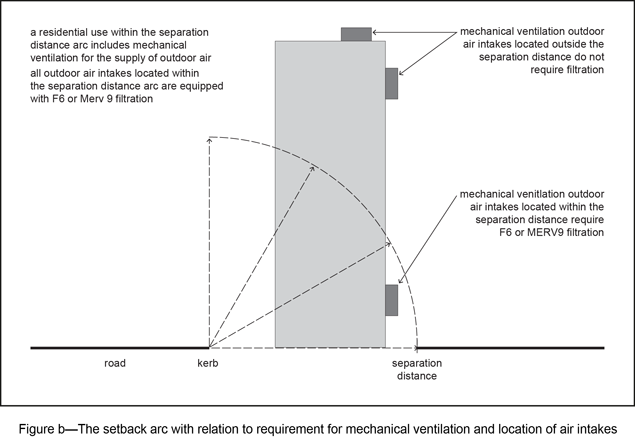 a residential use within the separation
distance arc includes mechanical
ventilation for the supply of outdoor air
all outdoor air intakes located within
the separation distance arc are equipped
with F6 or Merv 9 filtration
mechanical ventilation outdoor
air intakes located outside the
separation distance do not
require filtration
mechanical venitlation outdoor
air intakes located within the
separation distance require
F6 or MERV9 filtration
road
kerb
separation
distance
Figure b—The setback arc with relation to requirement for mechanical ventilation and location of air intakes